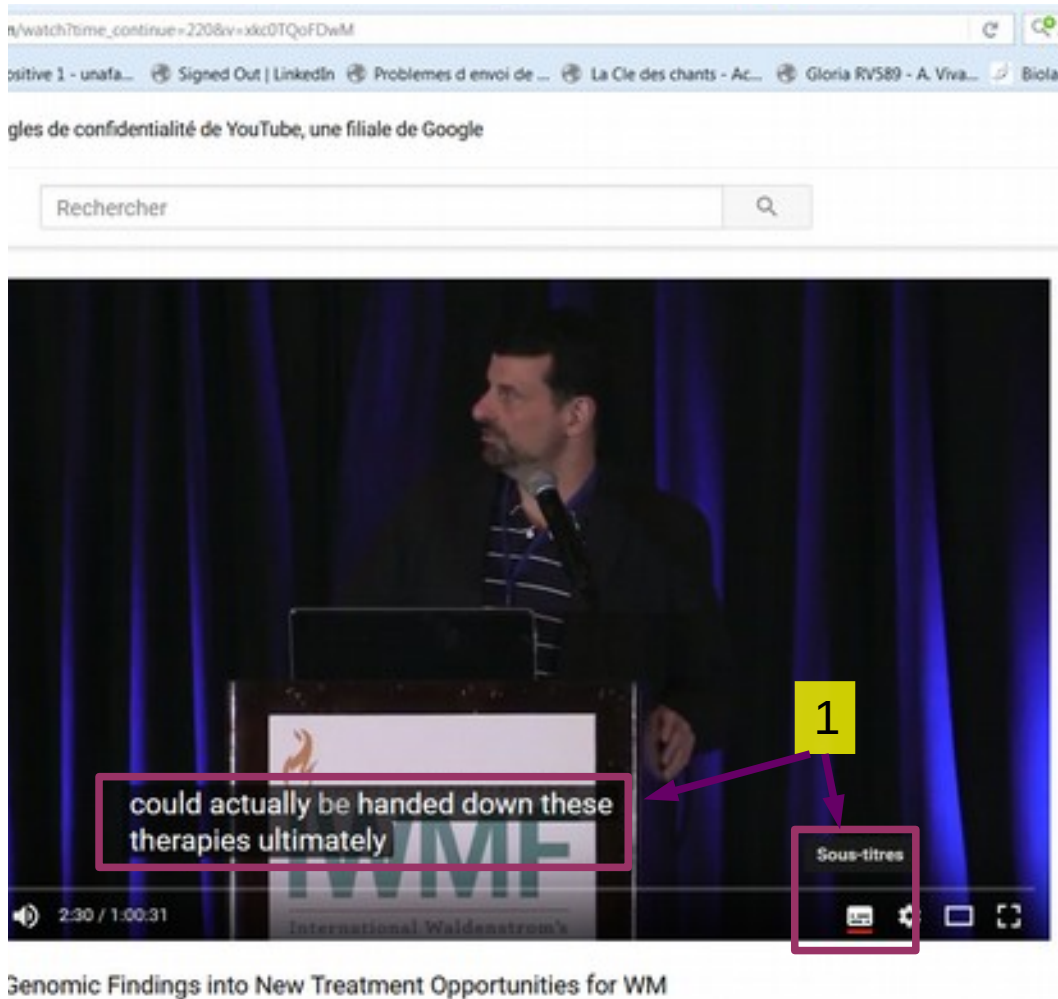 n/watch?time_continue=220&v=xkc0TQoFDwM
ositive 1 - unafa... Signed Out | LinkedIn Problemes d envoi de ... La Cle des chants - Ac... Gloria RV589 - A. Viva... Biola
gles de confidentialité de YouTube, une filiale de Google
Rechercher
1
could actually be handed down these
therapies ultimately
IWMF
Sous-titres
2:30 / 1:00:31
International Waldenstrom's
Genomic Findings into New Treatment Opportunities for WM